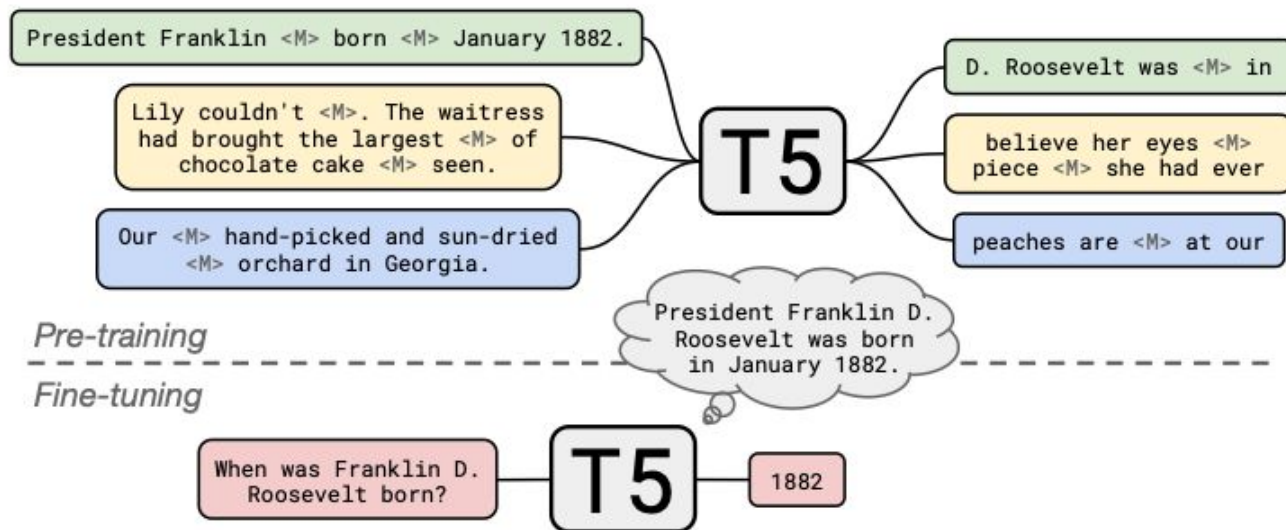 President Franklin <M> born <M> January 1882.
Lily couldn't <M>. The waitress
had brought the largest <M> of
chocolate cake <M> seen.
Our <M> hand-picked and sun-dried
<M> orchard in Georgia.
T5
D. Roosevelt was <M> in
believe her eyes <M>
piece <M> she had ever
peaches are <M> at our
President Franklin D.
Roosevelt was born
in January 1882.
Pre-training
Fine-tuning
When was Franklin D.
Roosevelt born?
T5
1882